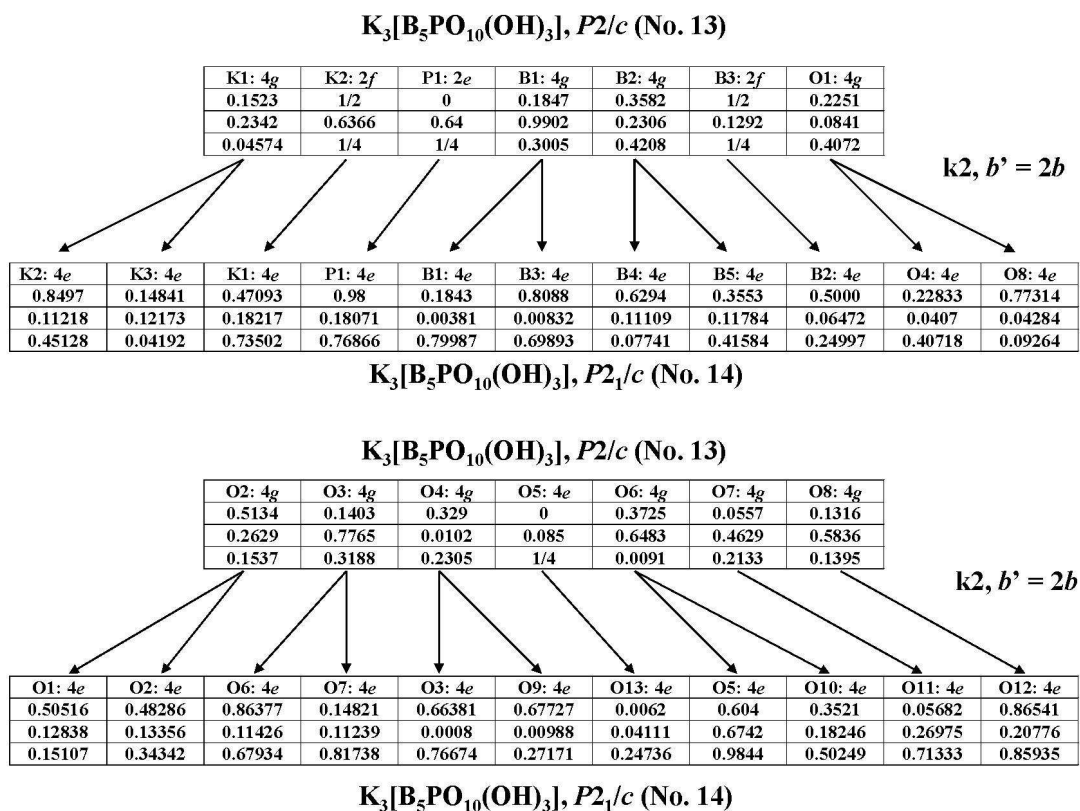 K₃[B₅PO₁₀(OH)₃], P2/c (No. 13)
K1: 4g K2: 2f P1: 2e B1: 4g B2: 4g B3: 2f O1: 4g
0.1523 1/2 0 0.1847 0.3582 1/2 0.2251
0.2342 0.6366 0.64 0.9902 0.2306 0.1292 0.0841
0.04574 1/4 1/4 0.3005 0.4208 1/4 0.4072
k2, b’ = 2b
K2: 4e K3: 4e K1: 4e P1: 4e B1: 4e B3: 4e B4: 4e B5: 4e B2: 4e O4: 4e O8: 4e
0.8497 0.14841 0.47093 0.98 0.1843 0.8088 0.6294 0.3553 0.5000 0.22833 0.77314
0.11218 0.12173 0.18217 0.18071 0.00381 0.00832 0.11109 0.11784 0.06472 0.0407 0.04284
0.45128 0.04192 0.73502 0.76866 0.79987 0.69893 0.07741 0.41584 0.24997 0.40718 0.09264
K₃[B₅PO₁₀(OH)₃], P2₁/c (No. 14)
K₃[B₅PO₁₀(OH)₃], P2/c (No. 13)
O2: 4g O3: 4g O4: 4g O5: 4e O6: 4g O7: 4g O8: 4g
0.5134 0.1403 0.329 0 0.3725 0.0557 0.1316
0.2629 0.7765 0.0102 0.085 0.6483 0.4629 0.5836
0.1537 0.3188 0.2305 1/4 0.0091 0.2133 0.1395
k2, b’ = 2b
O1: 4e O2: 4e O6: 4e O7: 4e O3: 4e O9: 4e O13: 4e O5: 4e O10: 4e O11: 4e O12: 4e
0.50516 0.48286 0.86377 0.14821 0.66381 0.67727 0.0062 0.604 0.3521 0.05682 0.86541
0.12838 0.13356 0.11426 0.11239 0.0008 0.00988 0.04111 0.6742 0.18246 0.26975 0.20776
0.15107 0.34342 0.67934 0.81738 0.76674 0.27171 0.24736 0.9844 0.50249 0.71333 0.85935
K₃[B₅PO₁₀(OH)₃], P2₁/c (No. 14)